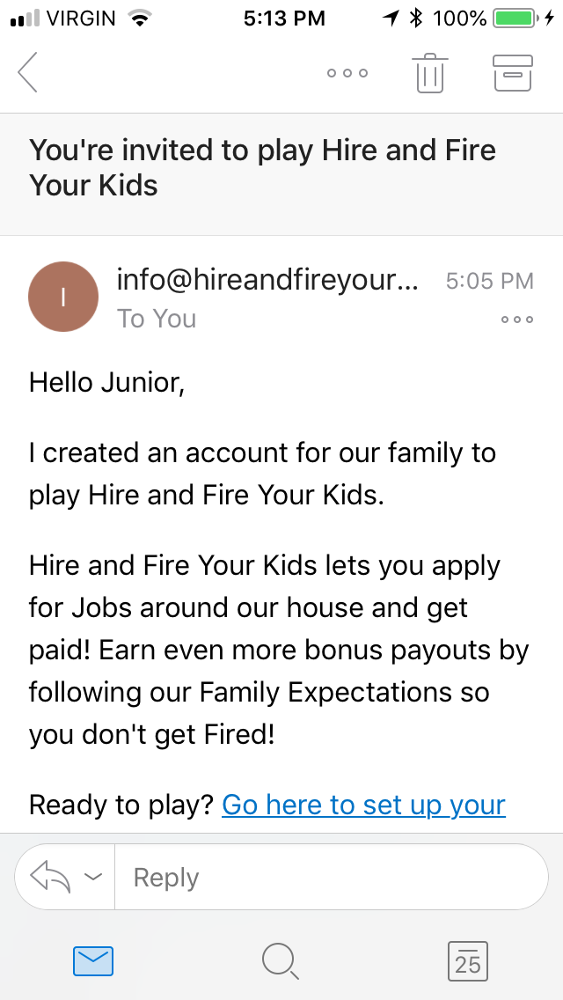 VIRGIN 5:13 PM 100%
You're invited to play Hire and Fire
Your Kids
I
info@hireandfireyour... 5:05 PM
To You
Hello Junior,
I created an account for our family to
play Hire and Fire Your Kids.
Hire and Fire Your Kids lets you apply
for Jobs around our house and get
paid! Earn even more bonus payouts by
following our Family Expectations so
you don't get Fired!
Ready to play? Go here to set up your
Reply
25